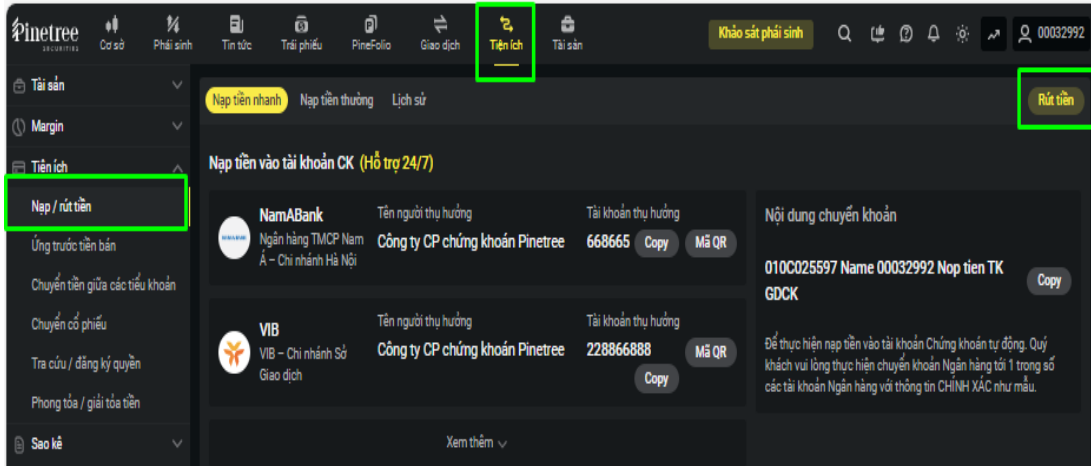 Pinetree
SECURITIES
Cơ sở
Phái sinh
Tin tức
Trái phiếu
PineFolio
Giao dịch
Tiện ích
Tài sản
Khảo sát phái sinh
00032992
Tài sản
Margin
Tiện ích
Nạp / rút tiền
Ứng trước tiền bán
Chuyển tiền giữa các tiểu khoản
Chuyển cổ phiếu
Tra cứu / đăng ký quyền
Phong tỏa / giải tỏa tiền
Sao kê
Nạp tiền nhanh
Nạp tiền thường
Lịch sử
Rút tiền
Nạp tiền vào tài khoản CK (Hỗ trợ 24/7)
NAM A BANK
NamABank
Ngân hàng TMCP Nam
Á – Chi nhánh Hà Nội
Tên người thụ hưởng
Công ty CP chứng khoán Pinetree
Tài khoản thụ hưởng
668665 Copy Mã QR
VIB
VIB – Chi nhánh Sở
Giao dịch
Tên người thụ hưởng
Công ty CP chứng khoán Pinetree
Tài khoản thụ hưởng
228866888 Mã QR
Copy
Xem thêm
Nội dung chuyển khoản
010C025597 Name 00032992 Nop tien TK
GDCK
Copy
Để thực hiện nạp tiền vào tài khoản Chứng khoán tự động. Quý
khách vui lòng thực hiện chuyển khoản Ngân hàng tới 1 trong số
các tài khoản Ngân hàng với thông tin CHÍNH XÁC như mẫu.